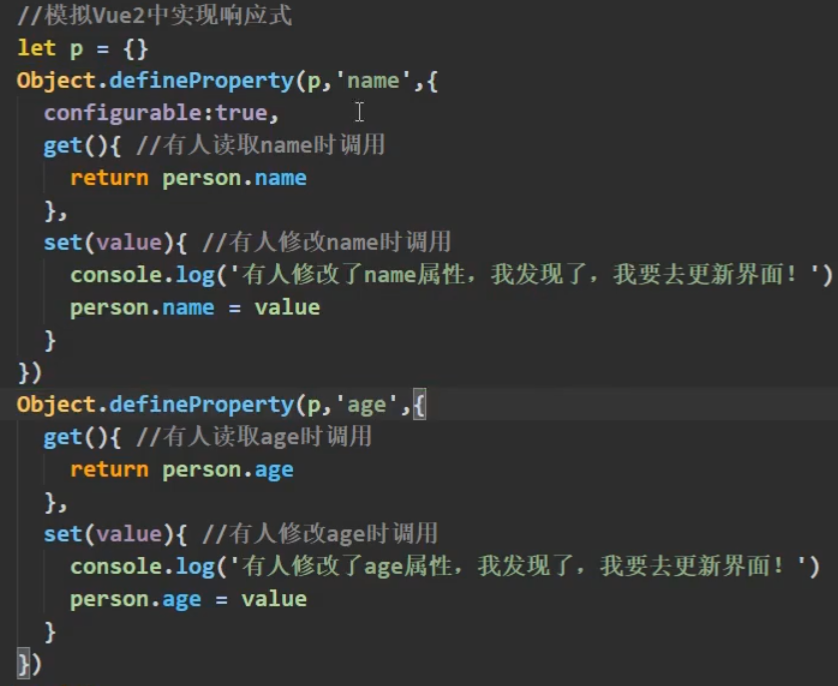 //模拟Vue2中实现响应式
let p = {}
Object.defineProperty(p,'name',{
  configurable:true,
  get(){ //有人读取name时调用
    return person.name
  },
  set(value){ //有人修改name时调用
    console.log('有人修改了name属性，我发现了，我要去更新界面！')
    person.name = value
  }
})
Object.defineProperty(p,'age',{
  get(){ //有人读取age时调用
    return person.age
  },
  set(value){ //有人修改age时调用
    console.log('有人修改了age属性，我发现了，我要去更新界面！')
    person.age = value
  }
})